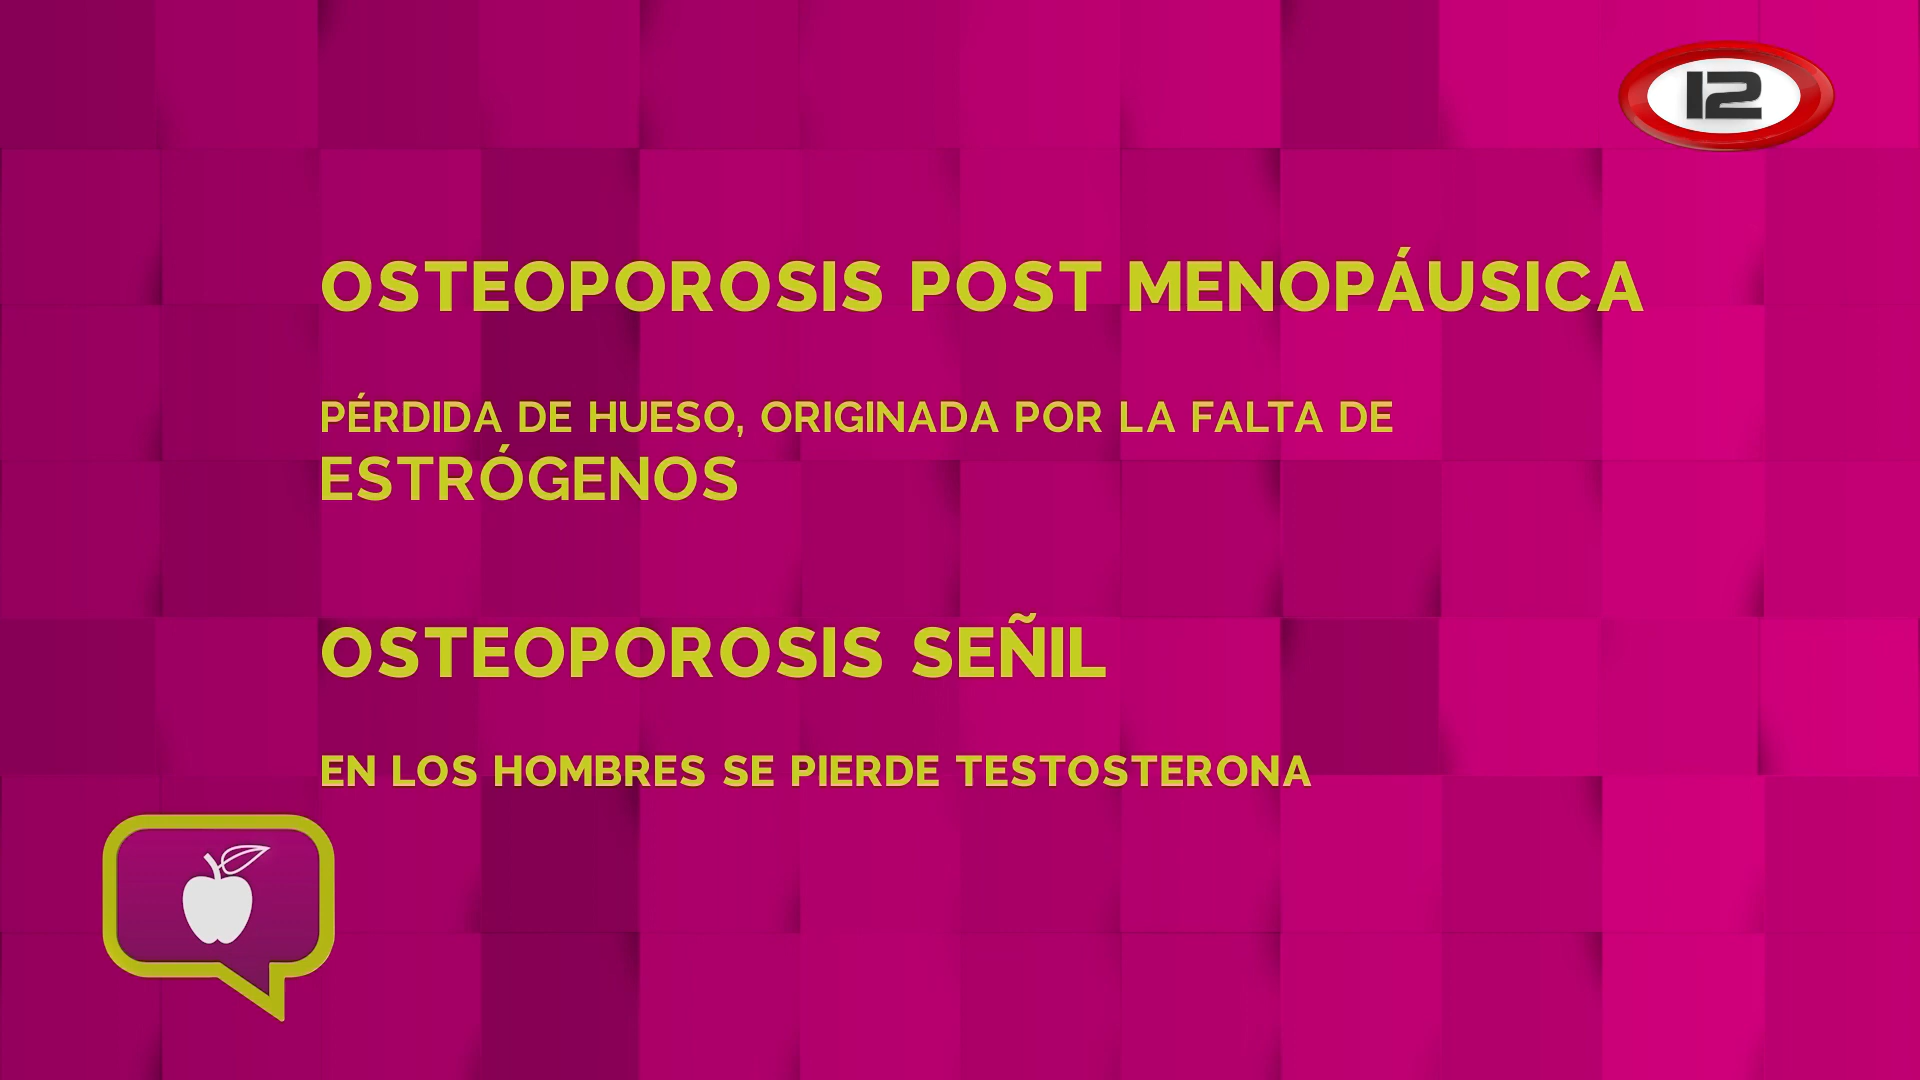 12
OSTEOPOROSIS POST MENOPÁUSICA
PÉRDIDA DE HUESO, ORIGINADA POR LA FALTA DE
ESTRÓGENOS
OSTEOPOROSIS SEÑIL
EN LOS HOMBRES SE PIERDE TESTOSTERONA